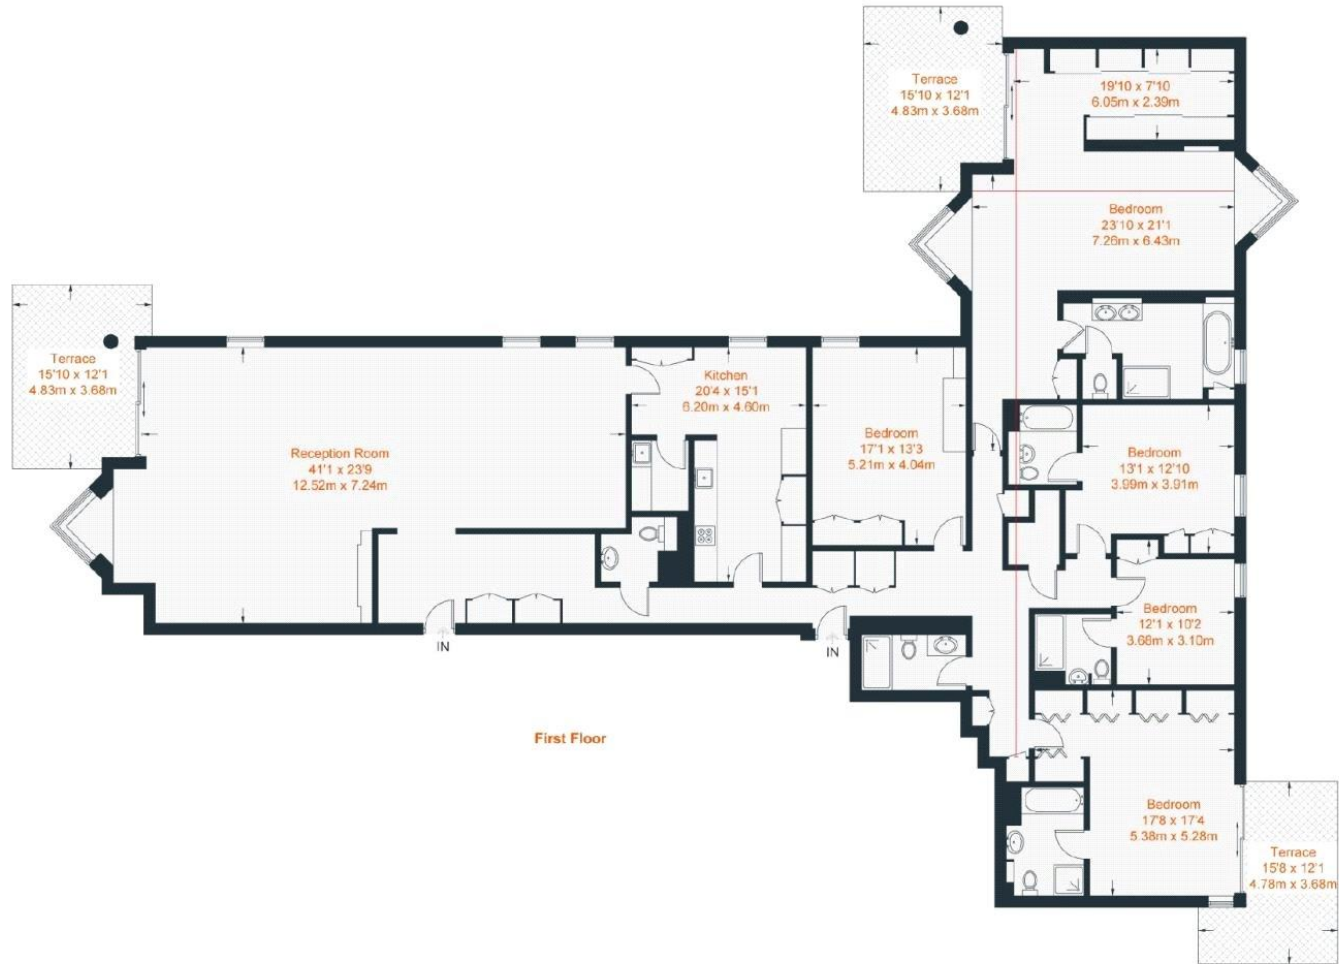 Terrace
15'10 x 12'1
4.83m x 3.68m
19'10 x 7'10
6.05m x 2.39m
Bedroom
23'10 x 21'1
7.26m x 6.43m
Terrace
15'10 x 12'1
4.83m x 3.68m
Reception Room
41'1 x 23'9
12.52m x 7.24m
Kitchen
20'4 x 15'1
6.20m x 4.60m
Bedroom
17'1 x 13'3
5.21m x 4.04m
Bedroom
13'1 x 12'10
3.99m x 3.91m
Bedroom
12'1 x 10'2
3.68m x 3.10m
IN
IN
First Floor
Bedroom
17'8 x 17'4
5.38m x 5.28m
Terrace
15'8 x 12'1
4.78m x 3.68m